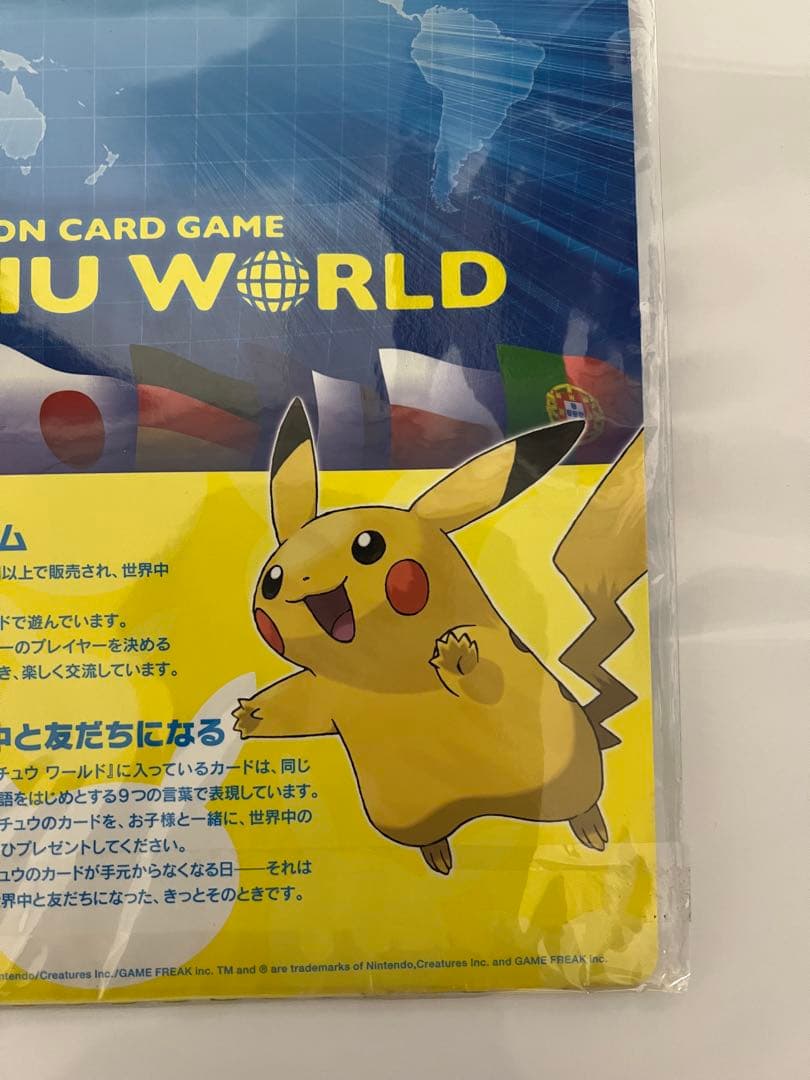 ON CARD GAME
HU WORLD
ム
以上で販売され、世界中
ドで遊んでいます。
ーのプレイヤーを決める
き、楽しく交流しています。
中と友だちになる
チュウ ワールド』に入っているカードは、同じ
語をはじめとする9つの言葉で表現しています。
チュウのカードを、お子様と一緒に、世界中の
ひプレゼントしてください。
ュウのカードが手元からなくなる日──それは
世界中と友だちになった、きっとそのときです。
ntendo/Creatures Inc./GAME FREAK inc. TM and ® are trademarks of Nintendo,Creatures Inc. and GAME FREAK inc.